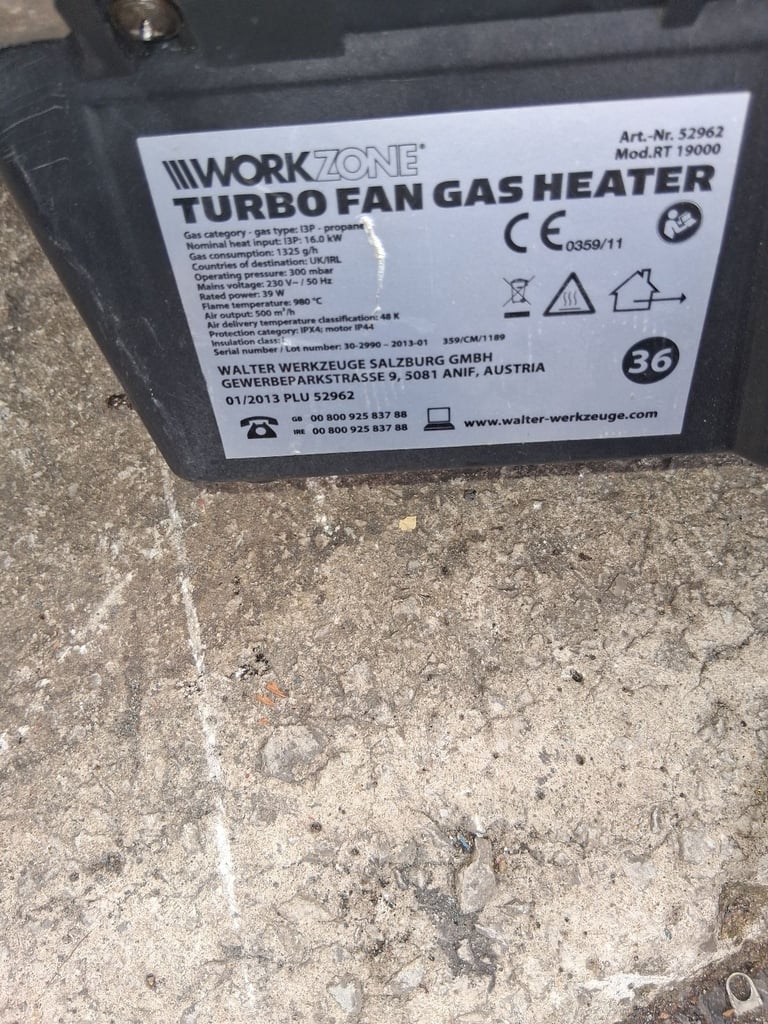 WORKZONE®
Art.-Nr. 52962
Mod.RT 19000
TURBO FAN GAS HEATER
Gas category - gas type: I3P - propane
Nominal heat input: I3P: 16.0 kW
Gas consumption: 1325 g/h
Countries of destination: UK/IRL
Operating pressure: 300 mbar
Mains voltage: 230 V~ / 50 Hz
Rated power: 39 W
Flame temperature: 980 °C
Air output: 500 m³/h
Air delivery temperature classification: 48 K
Protection category: IPX4; motor IP44
Insulation class:
Serial number / Lot number: 30-2990 – 2013-01 359/CM/1189
CE 0359/11
WALTER WERKZEUGE SALZBURG GMBH
GEWERBEPARKSTRASSE 9, 5081 ANIF, AUSTRIA
36
01/2013 PLU 52962
GB 00 800 925 837 88
IRE 00 800 925 837 88
www.walter-werkzeuge.com